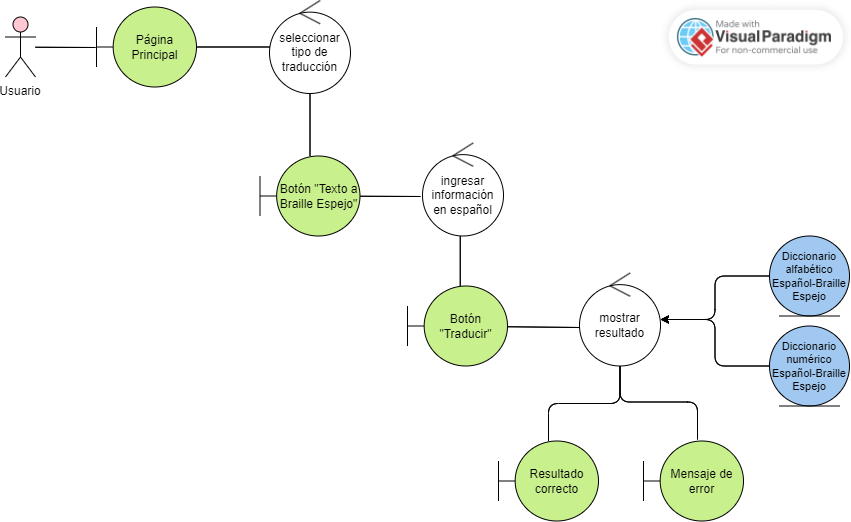 Made with
VisualParadigm
For non-commercial use
Usuario
Página
Principal
seleccionar
tipo de
traducción
Botón "Texto a
Braille Espejo"
ingresar
información
en español
Botón
"Traducir"
mostrar
resultado
Diccionario
alfabético
Español-Braille
Espejo
Diccionario
numérico
Español-Braille
Espejo
Resultado
correcto
Mensaje de
error